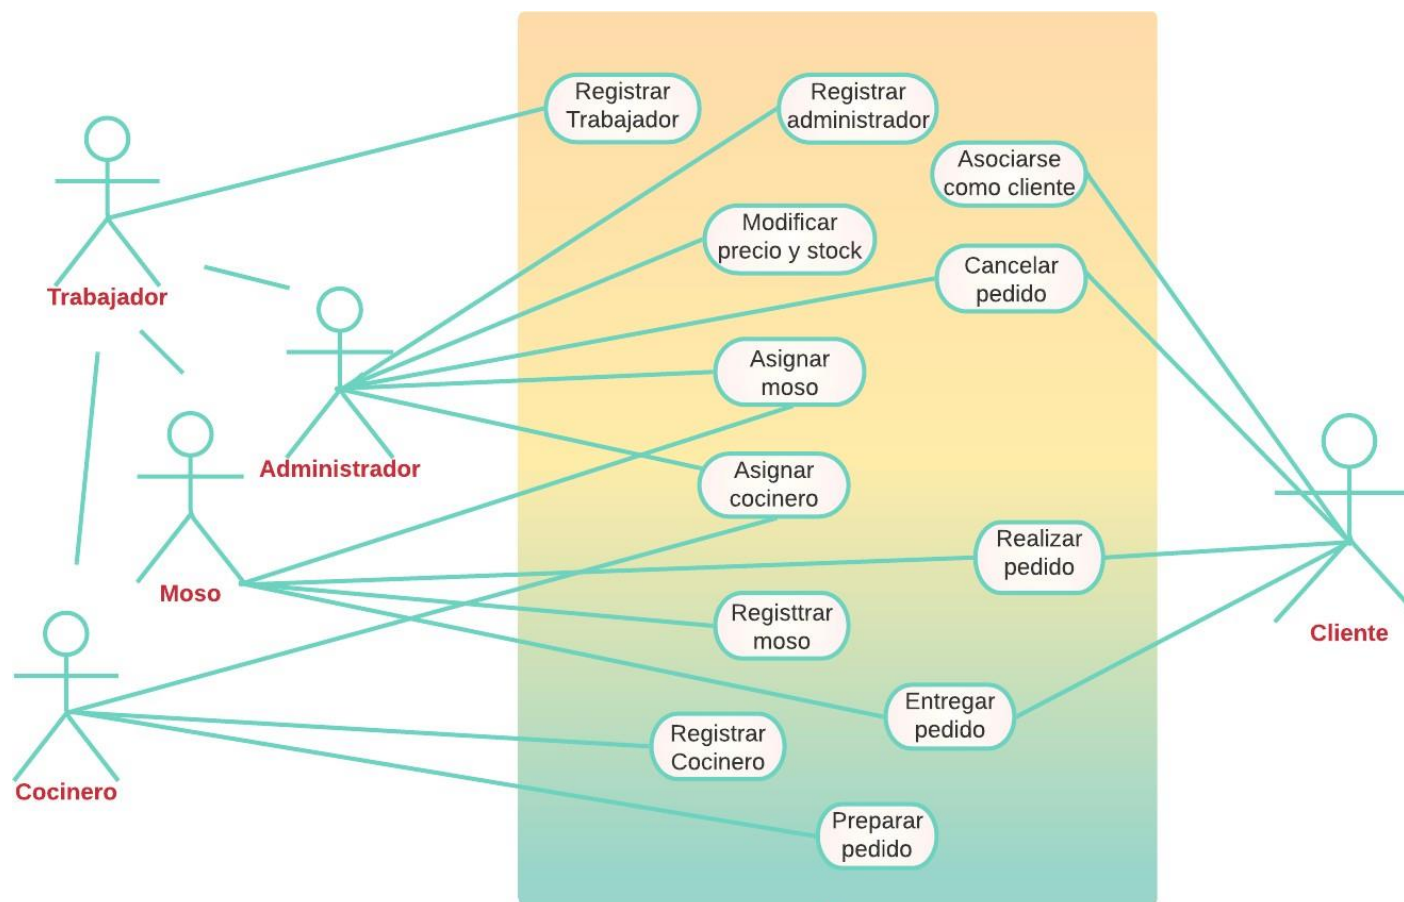 Registrar
Trabajador
Registrar
administrador
Asociarse
como cliente
Trabajador
Modificar
precio y stock
Cancelar
pedido
Asignar
moso
Administrador
Asignar
cocinero
Realizar
pedido
Moso
Registtrar
moso
Cliente
Entregar
pedido
Registrar
Cocinero
Cocinero
Preparar
pedido